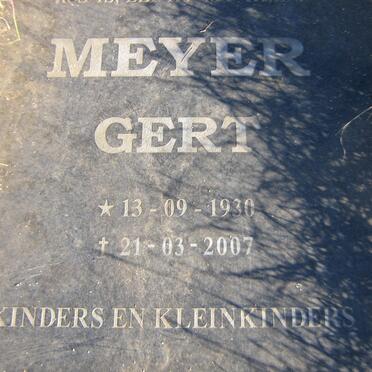 MEYER
GERT
★ 13 - 09 - 1930
† 21 - 03 - 2007
KINDERS EN KLEINKINDERS